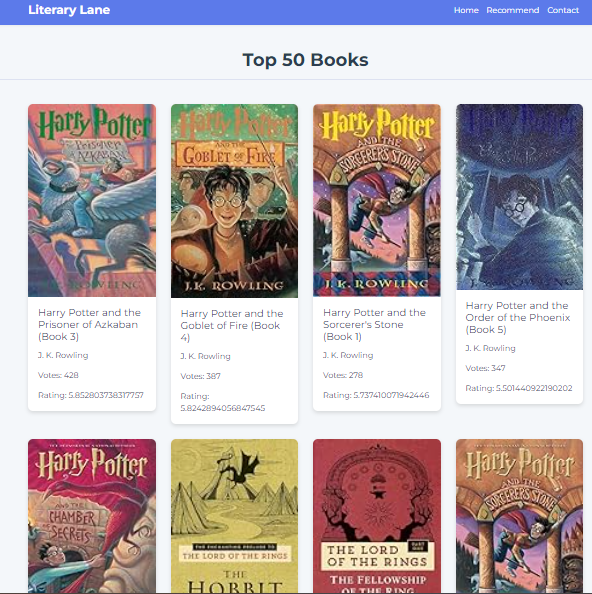 Literary Lane
Home Recommend Contact
Top 50 Books
Harry Potter
Prisoner of
AZKABAN
Harry Potter
AND THE
GOBLET OF FIRE
J.K. ROWLING
Harry Potter
AND THE
SORCERER'S STONE
J.K. ROWLING
Harry Potter
Harry Potter and the
Prisoner of Azkaban
(Book 3)
J. K. Rowling
Votes: 428
Rating: 5.852803738317757
Harry Potter and the
Goblet of Fire (Book
4)
J. K. Rowling
Votes: 387
Rating:
5.8242894056847545
Harry Potter and the
Sorcerer's Stone
(Book 1)
J. K. Rowling
Votes: 278
Rating: 5.737410071942446
Harry Potter and the
Order of the Phoenix
(Book 5)
J. K. Rowling
Votes: 347
Rating: 5.501440922190202
Harry Potter
AND THE
CHAMBER
OF
SECRETS
THE ENCHANTING PRELUDE TO
THE LORD OF THE RINGS
THE
HOBBIT
PART ONE
THE LORD
OF THE RINGS
THE FELLOWSHIP
OF THE RING
Harry Potter
AND THE
SORCERER'S STONE